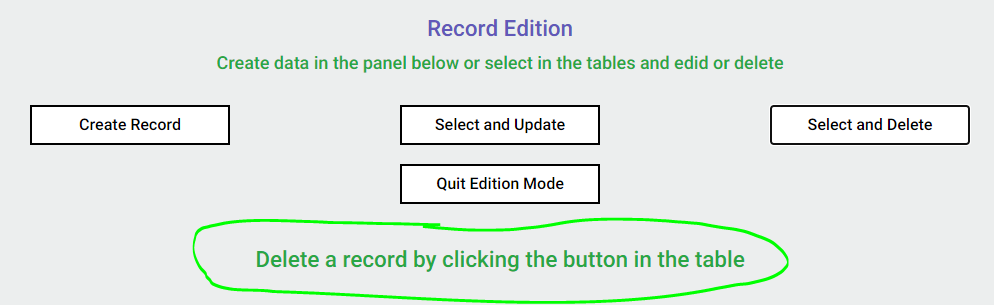 Record Edition
Create data in the panel below or select in the tables and edid or delete
Create Record
Select and Update
Select and Delete
Quit Edition Mode
Delete a record by clicking the button in the table